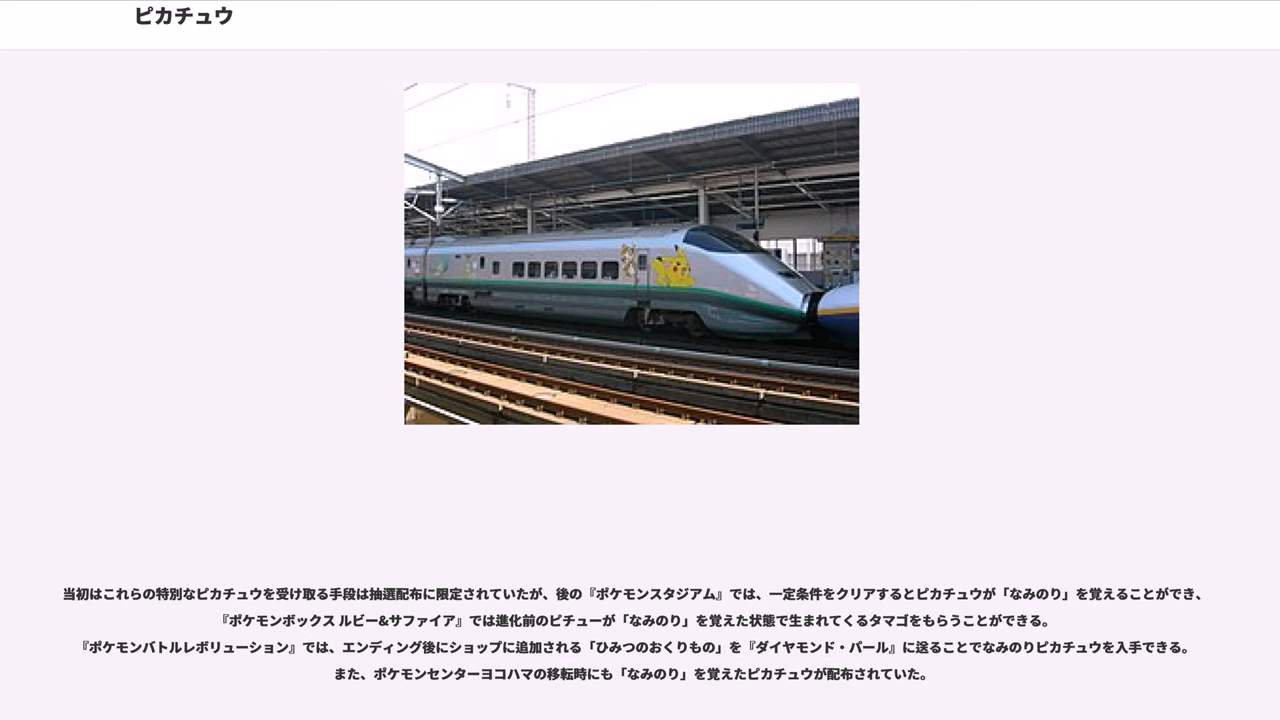 ピカチュウ
当初はこれらの特別なピカチュウを受け取る手段は抽選配布に限定されていたが、後の『ポケモンスタジアム』では、一定条件をクリアするとピカチュウが「なみのり」を覚えることができ、
『ポケモンボックス ルビー&サファイア』では進化前のピチューが「なみのり」を覚えた状態で生まれてくるタマゴをもらうことができる。
『ポケモンバトルレボリューション』では、エンディング後にショップに追加される「ひみつのおくりもの」を『ダイヤモンド・パール』に送ることでなみのりピカチュウを入手できる。
また、ポケモンセンターヨコハマの移転時にも「なみのり」を覚えたピカチュウが配布されていた。